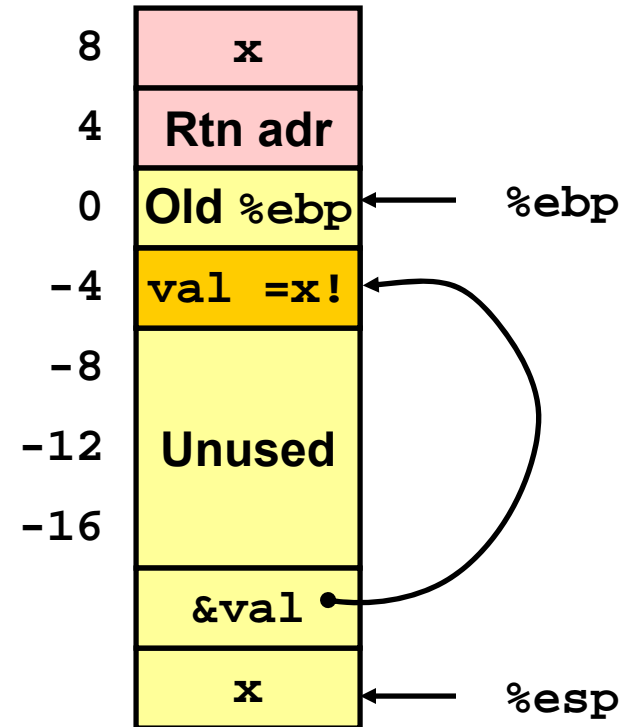 8 x
4 Rtn adr
0 Old %ebp %ebp
-4 val =x!
-8
-12 Unused
-16
&val
x %esp